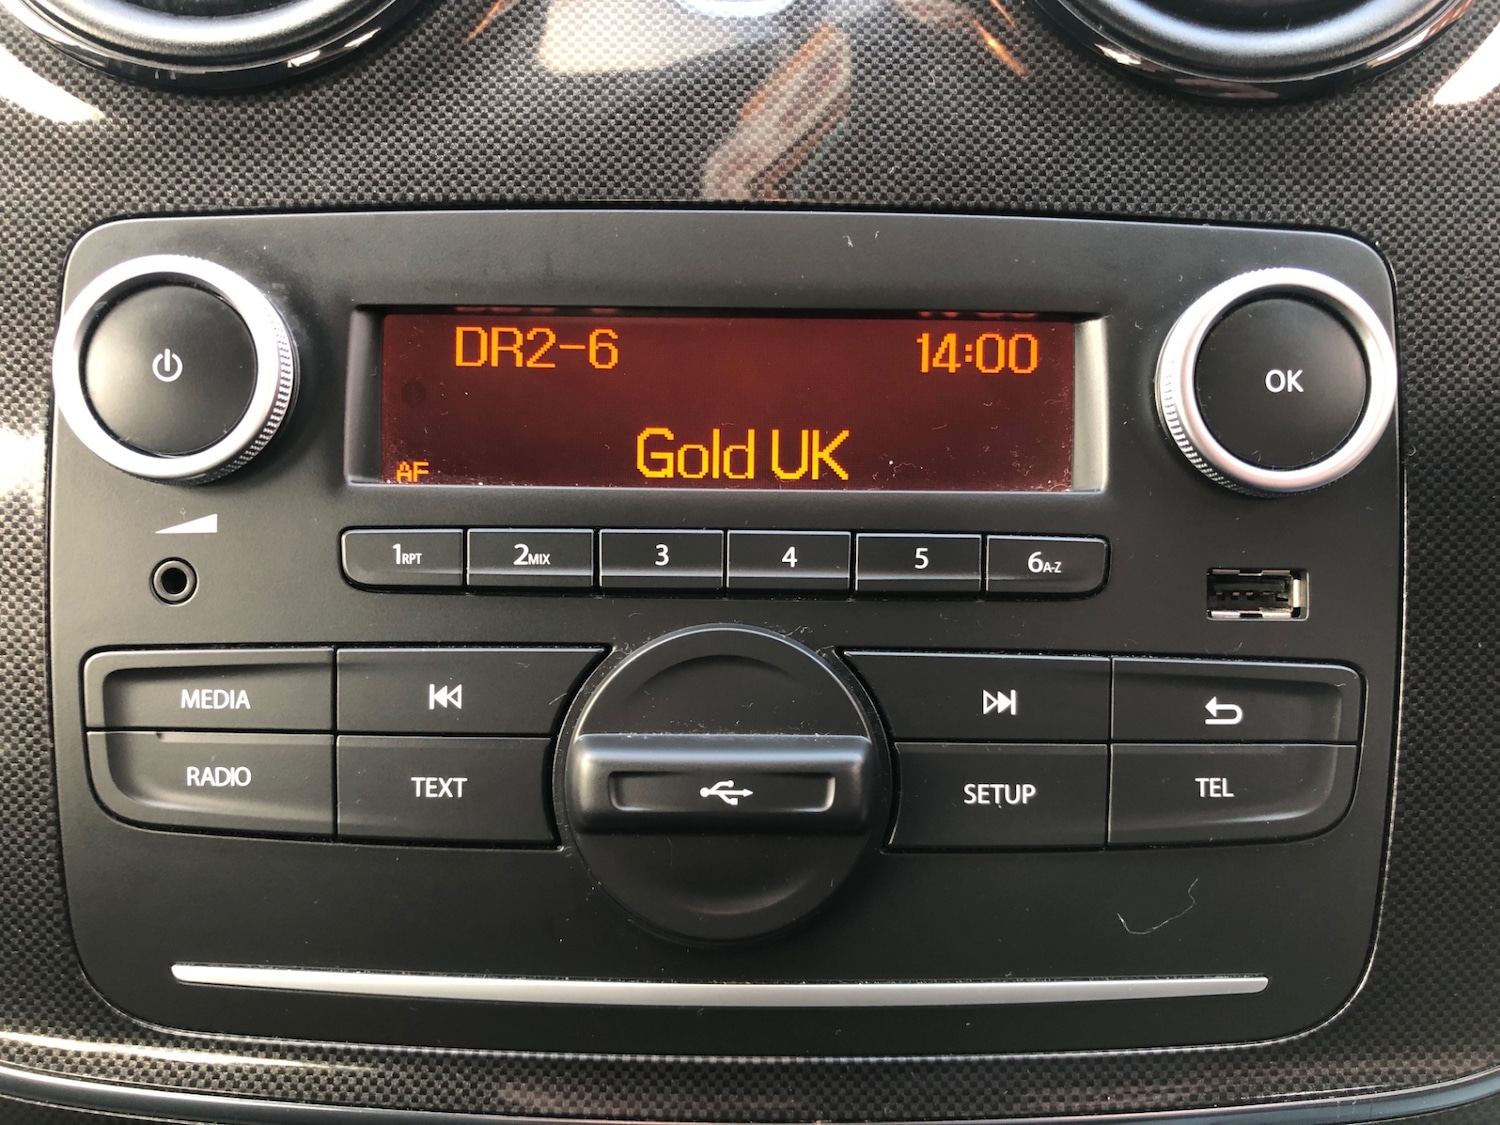 DR2-6 14:00
Gold UK
AF
OK
1RPT 2MIX 3 4 5 6A-Z
MEDIA
RADIO TEXT SETUP TEL